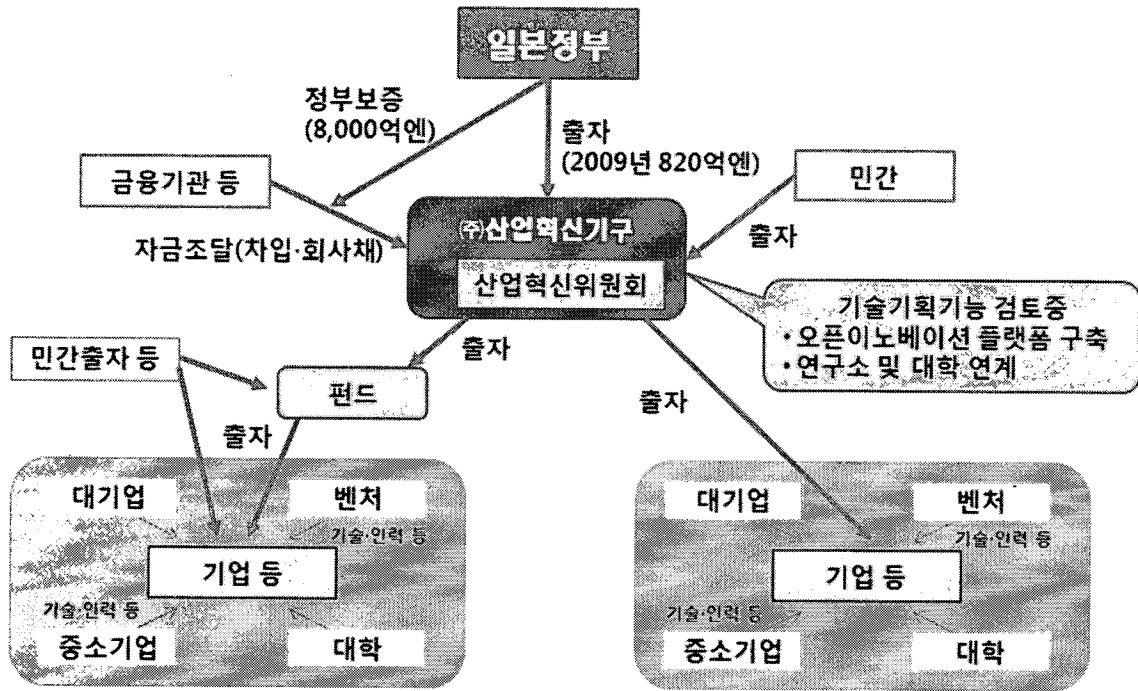 일본정부
정부보증
(8,000억엔)
출자
(2009년 820억엔)
금융기관 등
민간
㈜산업혁신기구
출자
자금조달(차입·회사채)
산업혁신위원회
기술기획기능 검토중
·오픈이노베이션 플랫폼 구축
·연구소 및 대학 연계
민간출자 등
출자
펀드
출자
출자
대기업
벤처
기술·인력 등
기업 등
기술·인력 등
중소기업
대학
대기업
벤처
기술·인력 등
기업 등
기술·인력 등
중소기업
대학